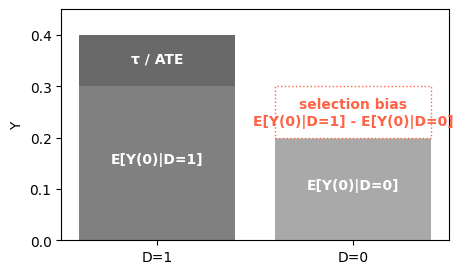 0.4
0.3
0.2
0.1
0.0
Y
τ / ATE
E[Y(0)|D=1]
selection bias
E[Y(0)|D=1] - E[Y(0)|D=0]
E[Y(0)|D=0]
D=1
D=0